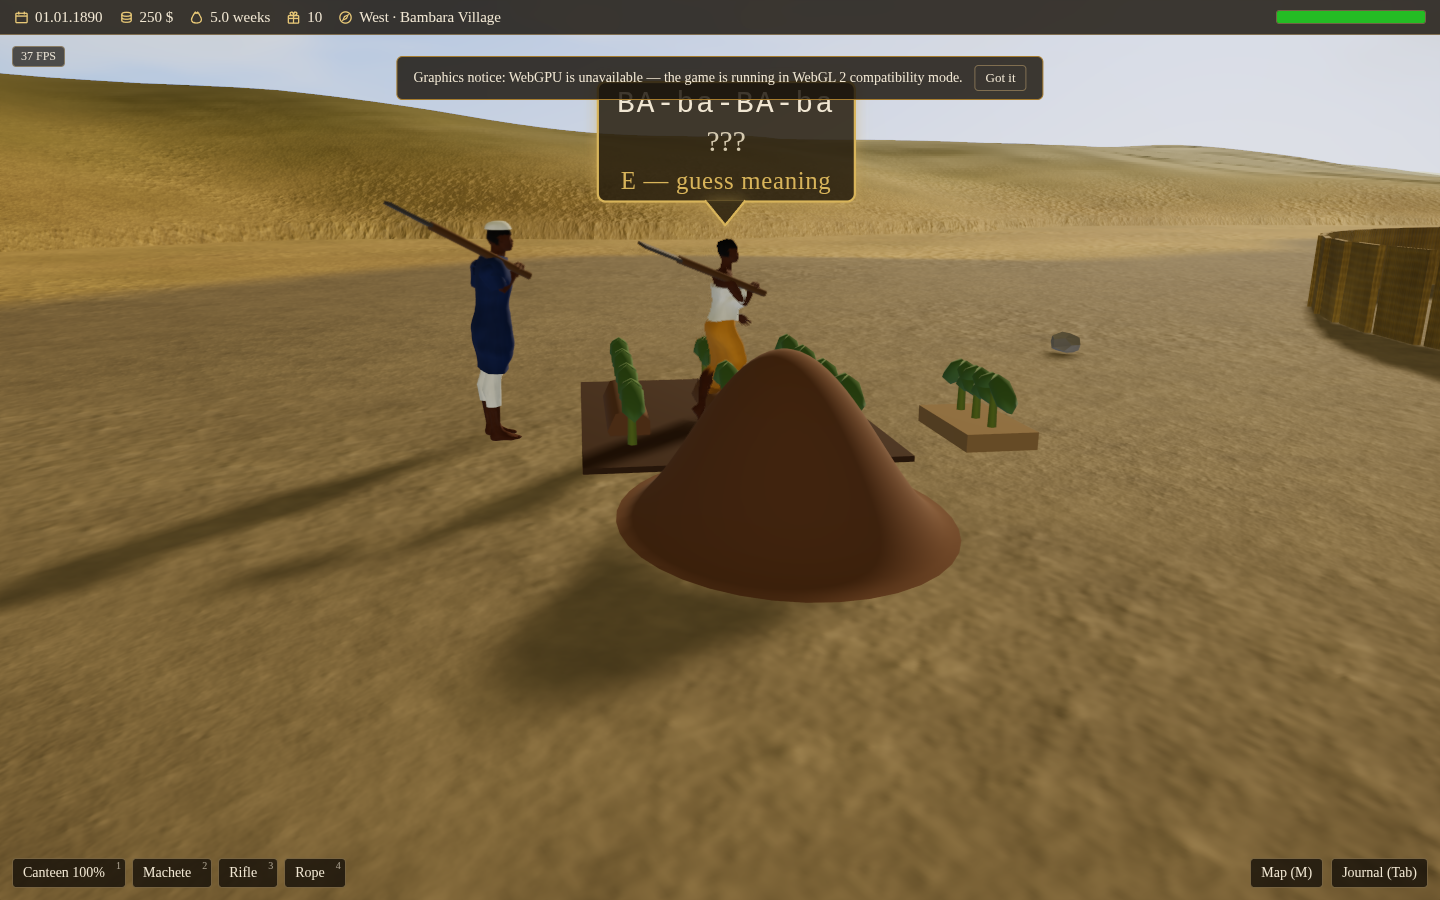 01.01.1890 250 $ 5.0 weeks 10 West · Bambara Village
37 FPS
Graphics notice: WebGPU is unavailable — the game is running in WebGL 2 compatibility mode. Got it
BA-ba-BA-ba
???
E — guess meaning
Canteen 100% 1 Machete 2 Rifle 3 Rope 4 Map (M) Journal (Tab)